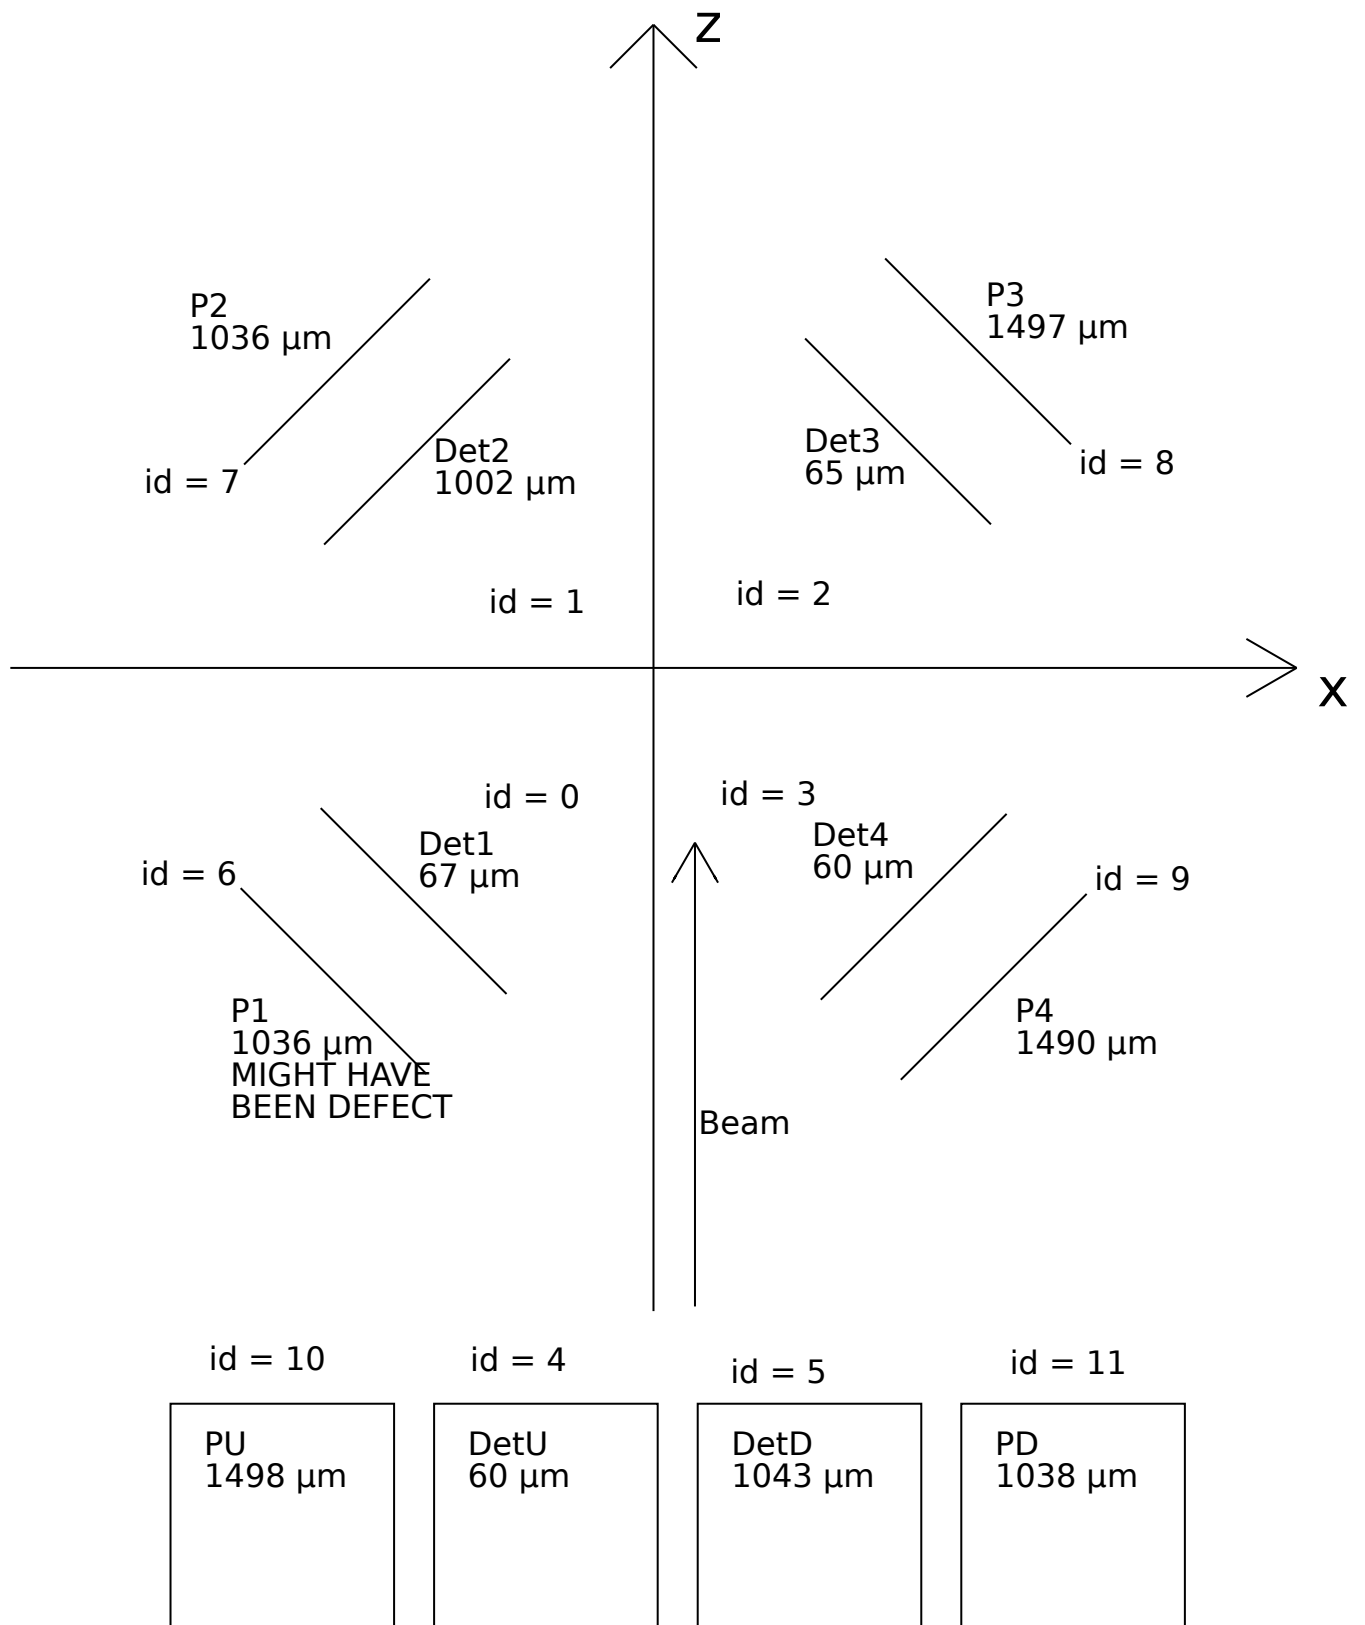 z
P2
1036 µm
P3
1497 µm
Det2
1002 µm
Det3
65 µm
id = 7
id = 8
id = 1
id = 2
x
id = 0
id = 3
Det1
67 µm
Det4
60 µm
id = 6
id = 9
P1
1036 µm
MIGHT HAVE
BEEN DEFECT
P4
1490 µm
Beam
id = 10
id = 4
id = 5
id = 11
PU
1498 µm
DetU
60 µm
DetD
1043 µm
PD
1038 µm